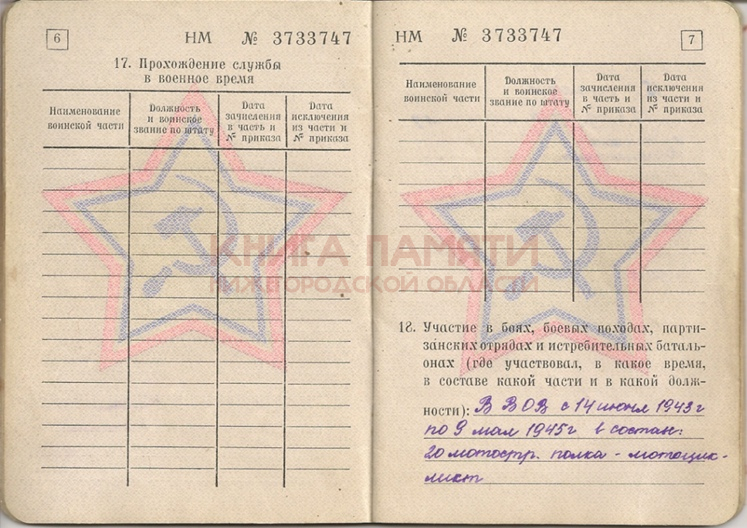 6
НМ № 3733747
17. Прохождение службы
в военное время
Наименование
воинской части
Должность
и воинское
звание по штату
Дата
зачисления
в часть и
№ приказа
Дата
исключения
из части и
№ приказа
НМ № 3733747
7
Наименование
воинской части
Должность
и воинское
звание по штату
Дата
зачисления
в часть и
№ приказа
Дата
исключения
из части и
№ приказа
КНИГА ПАМЯТИ
НИЖЕГОРОДСКОЙ ОБЛАСТИ
18. Участие в боях, боевых походах, парти-
занских отрядах и истребительных баталь-
онах (где участвовал, в какое время,
в составе какой части и в какой долж-
ности): В ВОВ с 14 июня 1943 г
по 9 мая 1945 г в состав:
20 мотостр. полка - мотоцик-
лист